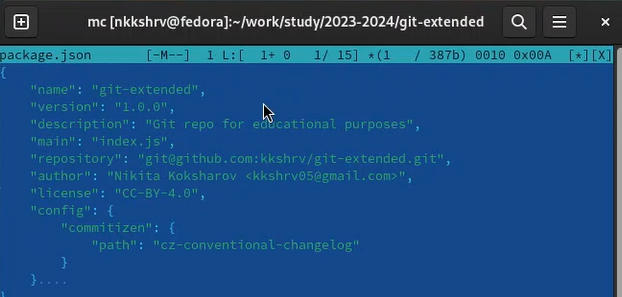 mc [nkkshrv@fedora]:~/work/study/2023-2024/git-extended
package.json [-M--] 1 L:[ 1+ 0 1/ 15] *(1 / 387b) 0010 0x00A [*][X]
{
"name": "git-extended",
"version": "1.0.0",
"description": "Git repo for educational purposes",
"main": "index.js",
"repository": "git@github.com:kkshrv/git-extended.git",
"author": "Nikita Koksharov <kkshrv05@gmail.com>",
"license": "CC-BY-4.0",
"config": {
"commitizen": {
"path": "cz-conventional-changelog"
}
}....
}